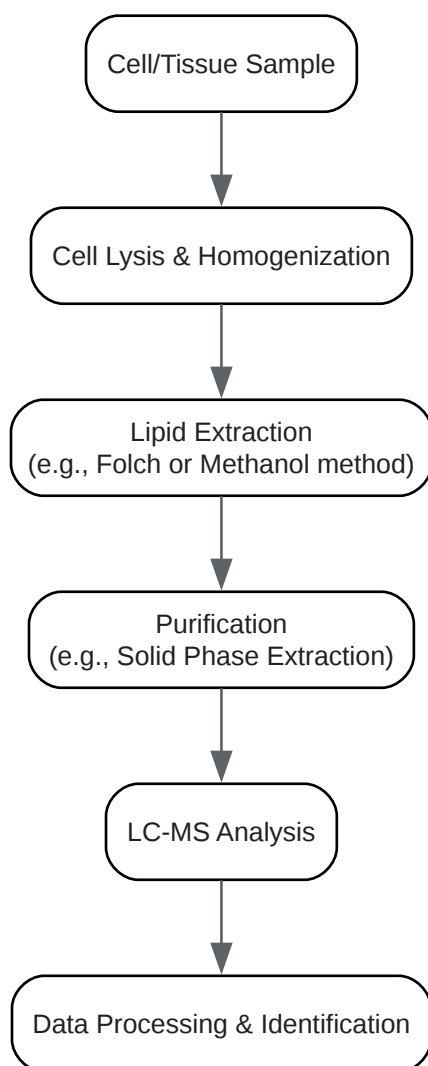 Cell/Tissue Sample
Cell Lysis & Homogenization
Lipid Extraction
(e.g., Folch or Methanol method)
Purification
(e.g., Solid Phase Extraction)
LC-MS Analysis
Data Processing & Identification